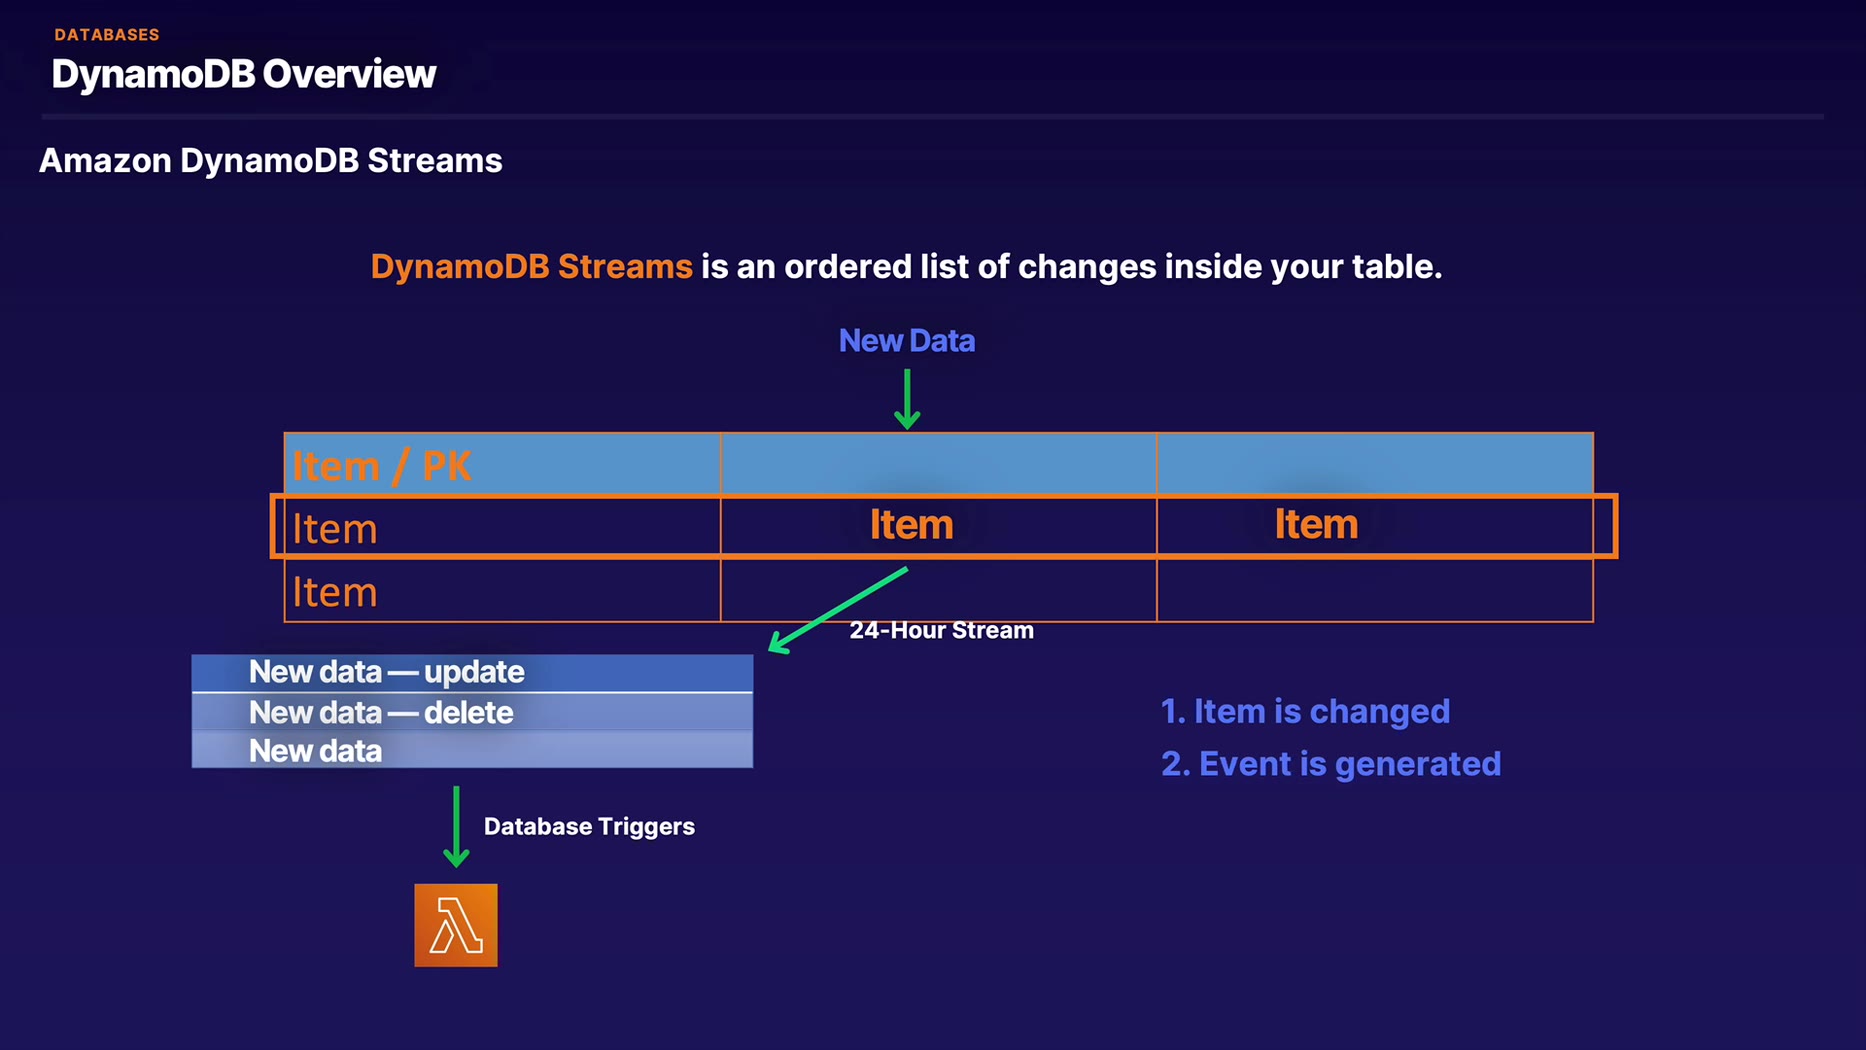 DATABASES
DynamoDB Overview
Amazon DynamoDB Streams
DynamoDB Streams is an ordered list of changes inside your table.
New Data
Item / PK
Item Item Item
Item
24-Hour Stream
New data — update
New data — delete
New data
1. Item is changed
2. Event is generated
Database Triggers